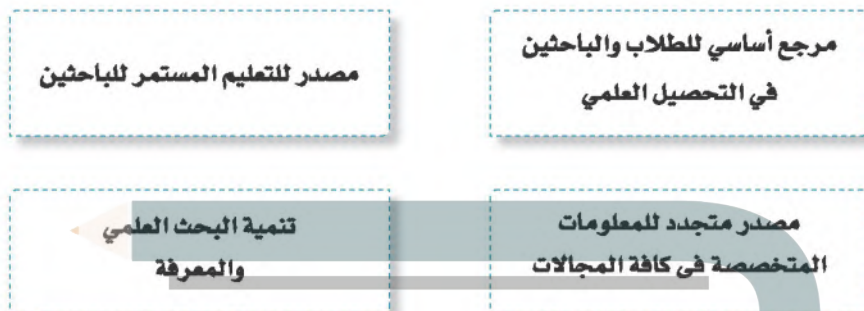 مرجع أساسي للطلاب والباحثين
في التحصيل العلمي
مصدر للتعليم المستمر للباحثين
مصدر متجدد للمعلومات
المتخصصة في كافة المجالات
تنمية البحث العلمي
والمعرفة